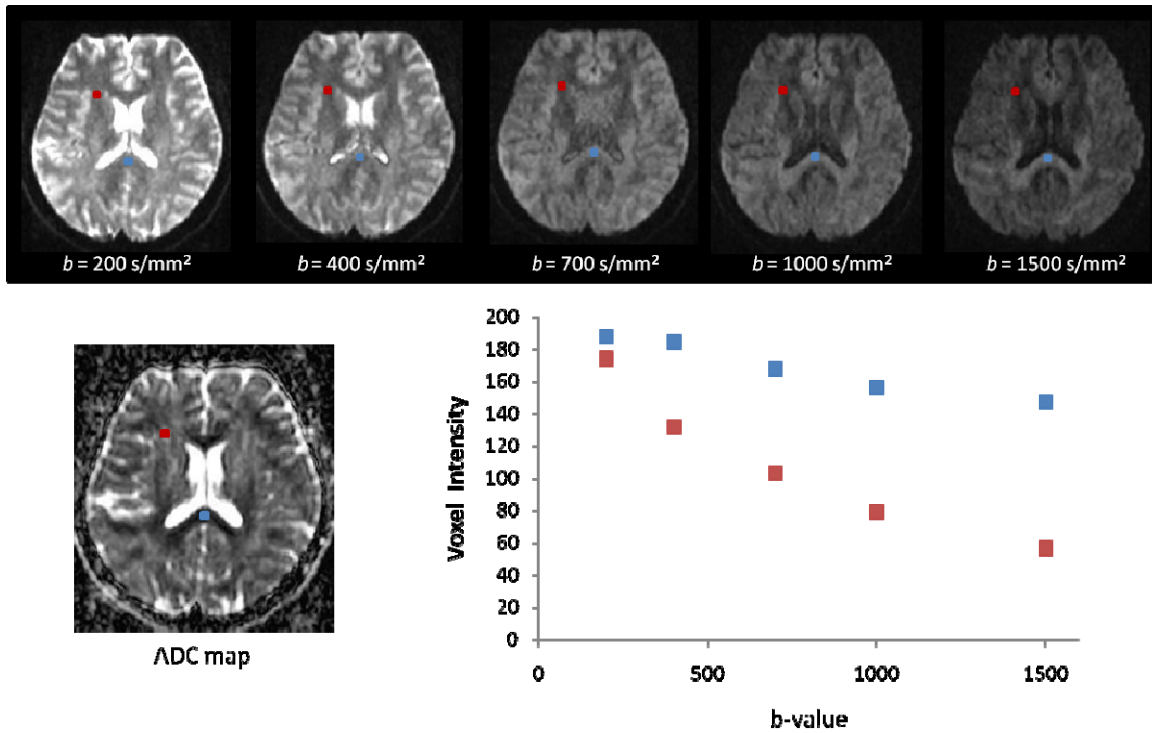 b = 200 s/mm² b = 400 s/mm² b = 700 s/mm² b = 1000 s/mm² b = 1500 s/mm²
ADC map
Voxel Intensity
200
180
160
140
120
100
80
60
40
20
0
0 500 1000 1500
b-value